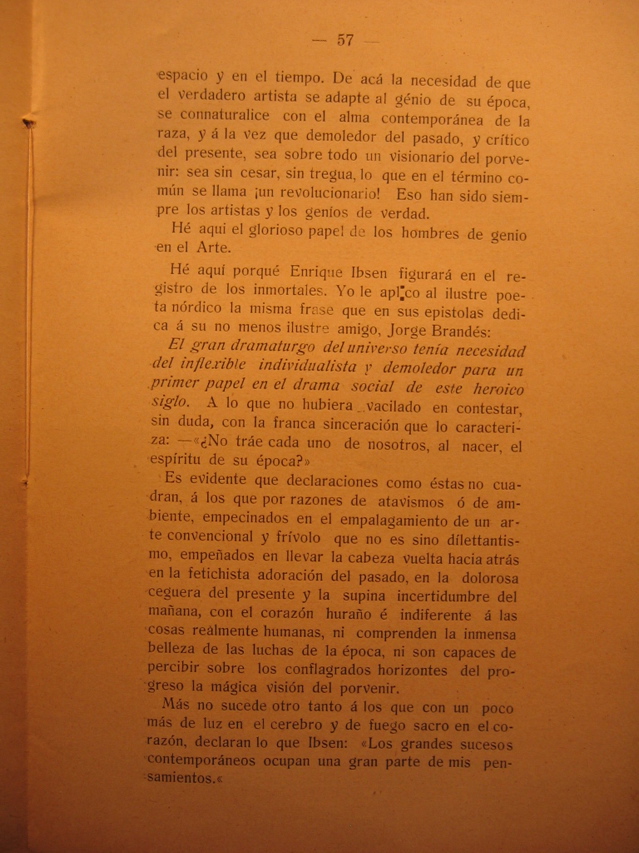 — 57 —
espacio y en el tiempo. De acá la necesidad de que
el verdadero artista se adapte al génio de su época,
se connaturalice con el alma contemporánea de la
raza, y á la vez que demoledor del pasado, y crítico
del presente, sea sobre todo un visionario del porve-
nir: sea sin cesar, sin tregua, lo que en el término co-
mún se llama ¡un revolucionario! Eso han sido siem-
pre los artistas y los genios de verdad.
Hé aqui el glorioso papel de los hombres de genio
en el Arte.
Hé aquí porqué Enrique Ibsen figurará en el re-
gistro de los inmortales. Yo le aplico al ilustre poe-
ta nórdico la misma frase que en sus epistolas dedi-
ca á su no menos ilustre amigo, Jorge Brandés:
El gran dramaturgo del universo tenía necesidad
del inflexible individualista y demoledor para un
primer papel en el drama social de este heroico
siglo. A lo que no hubiera vacilado en contestar,
sin duda, con la franca sinceración que lo caracteri-
za: —«¿No tráe cada uno de nosotros, al nacer, el
espíritu de su época?»
Es evidente que declaraciones como éstas no cua-
dran, á los que por razones de atavismos ó de am-
biente, empecinados en el empalagamiento de un ar-
te convencional y frívolo que no es sino dilettantis-
mo, empeñados en llevar la cabeza vuelta hacia atrás
en la fetichista adoración del pasado, en la dolorosa
ceguera del presente y la supina incertidumbre del
mañana, con el corazón huraño é indiferente á las
cosas realmente humanas, ni comprenden la inmensa
belleza de las luchas de la época, ni son capaces de
percibir sobre los conflagrados horizontes del pro-
greso la mágica visión del porvenir.
Más no sucede otro tanto á los que con un poco
más de luz en el cerebro y de fuego sacro en el co-
razón, declaran lo que Ibsen: «Los grandes sucesos
contemporáneos ocupan una gran parte de mis pen-
samientos.«